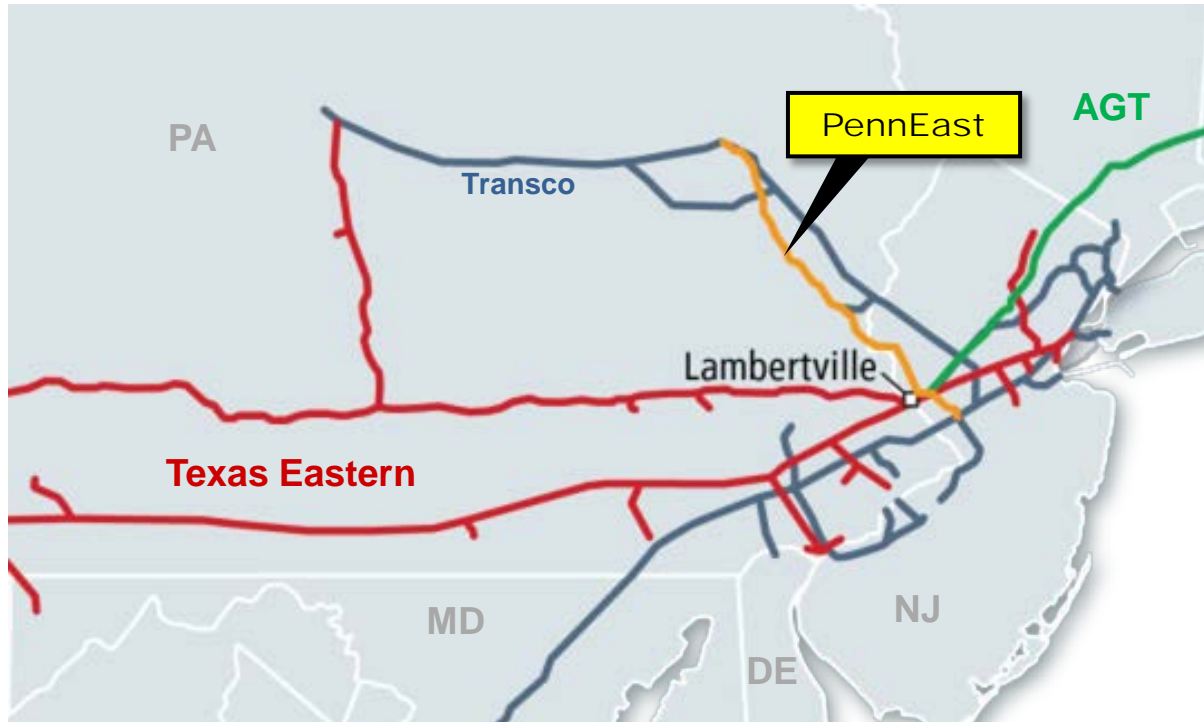 PennEast
AGT
PA
Transco
Lambertville
Texas Eastern
MD
NJ
DE